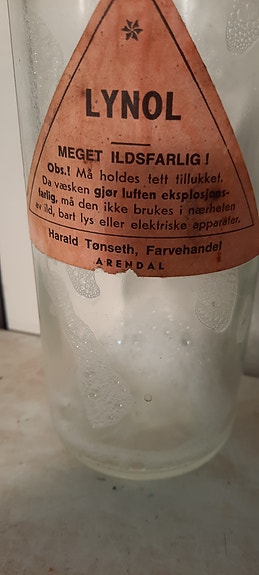 LYNOL
MEGET ILDSFARLIG!
Obs.! Må holdes tett tillukket.
Da væsken gjør luften eksplosjons-
farlig, må den ikke brukes i nærheten
av ild, bart lys eller elektriske apparater.
Harald Tønseth, Farvehandel
ARENDAL